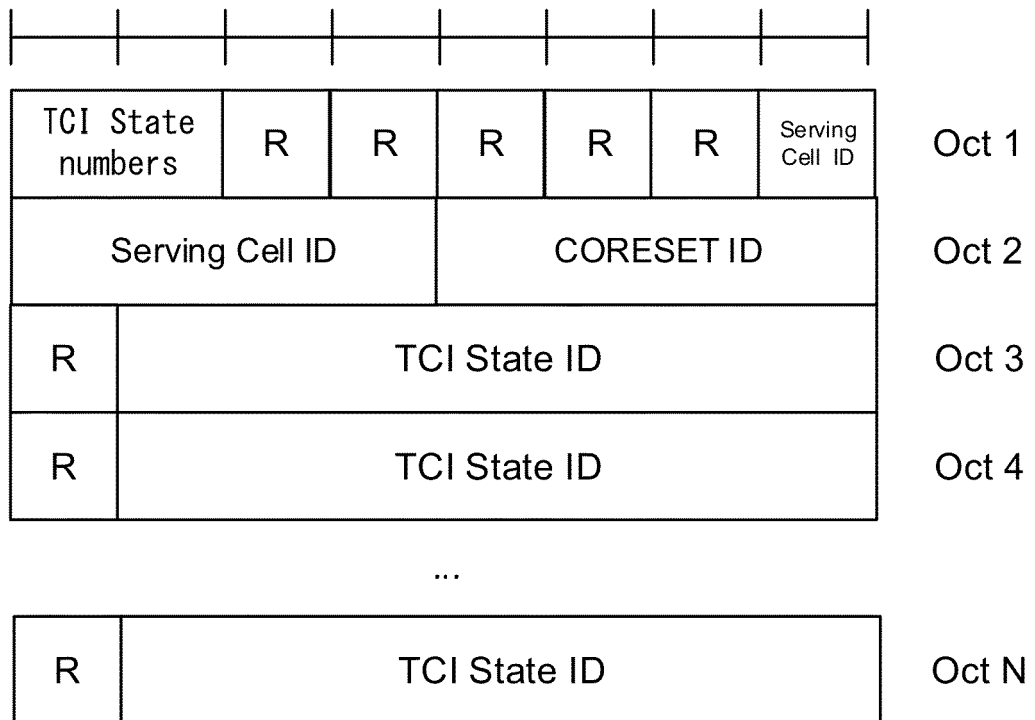 TCI State numbers R R R R R Serving Cell ID Oct 1
Serving Cell ID CORESET ID Oct 2
R TCI State ID Oct 3
R TCI State ID Oct 4
...
R TCI State ID Oct N